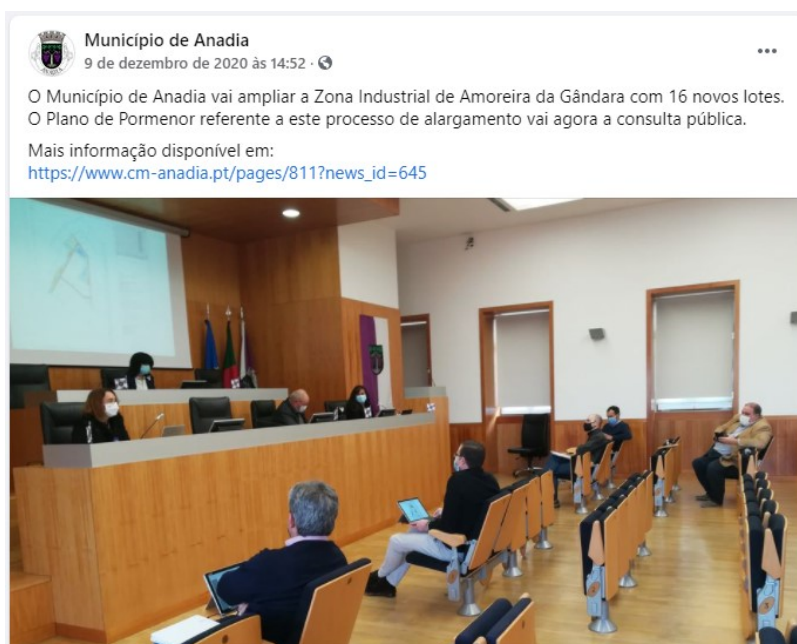 Município de Anadia
9 de dezembro de 2020 às 14:52 ·
O Município de Anadia vai ampliar a Zona Industrial de Amoreira da Gândara com 16 novos lotes.
O Plano de Pormenor referente a este processo de alargamento vai agora a consulta pública.
Mais informação disponível em:
https://www.cm-anadia.pt/pages/811?news_id=645